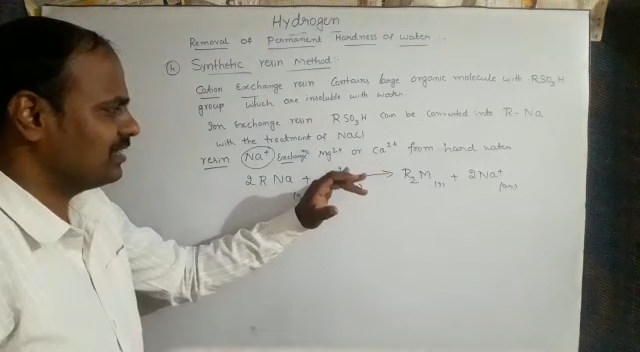 Hydrogen
Removal of Permanent Hardness of water :-
④ Synthetic resin Method :-
Cation Exchange resin Contains large organic molecule with RSO3H
group which are insoluble with water.
Ion Exchange resin RSO3H can be converted into R-Na
with the treatment of NaCl
resin Na+ Exchange Mg2+ or Ca2+ from hard water
2RNa + → R2M (s) + 2Na+ (aq)